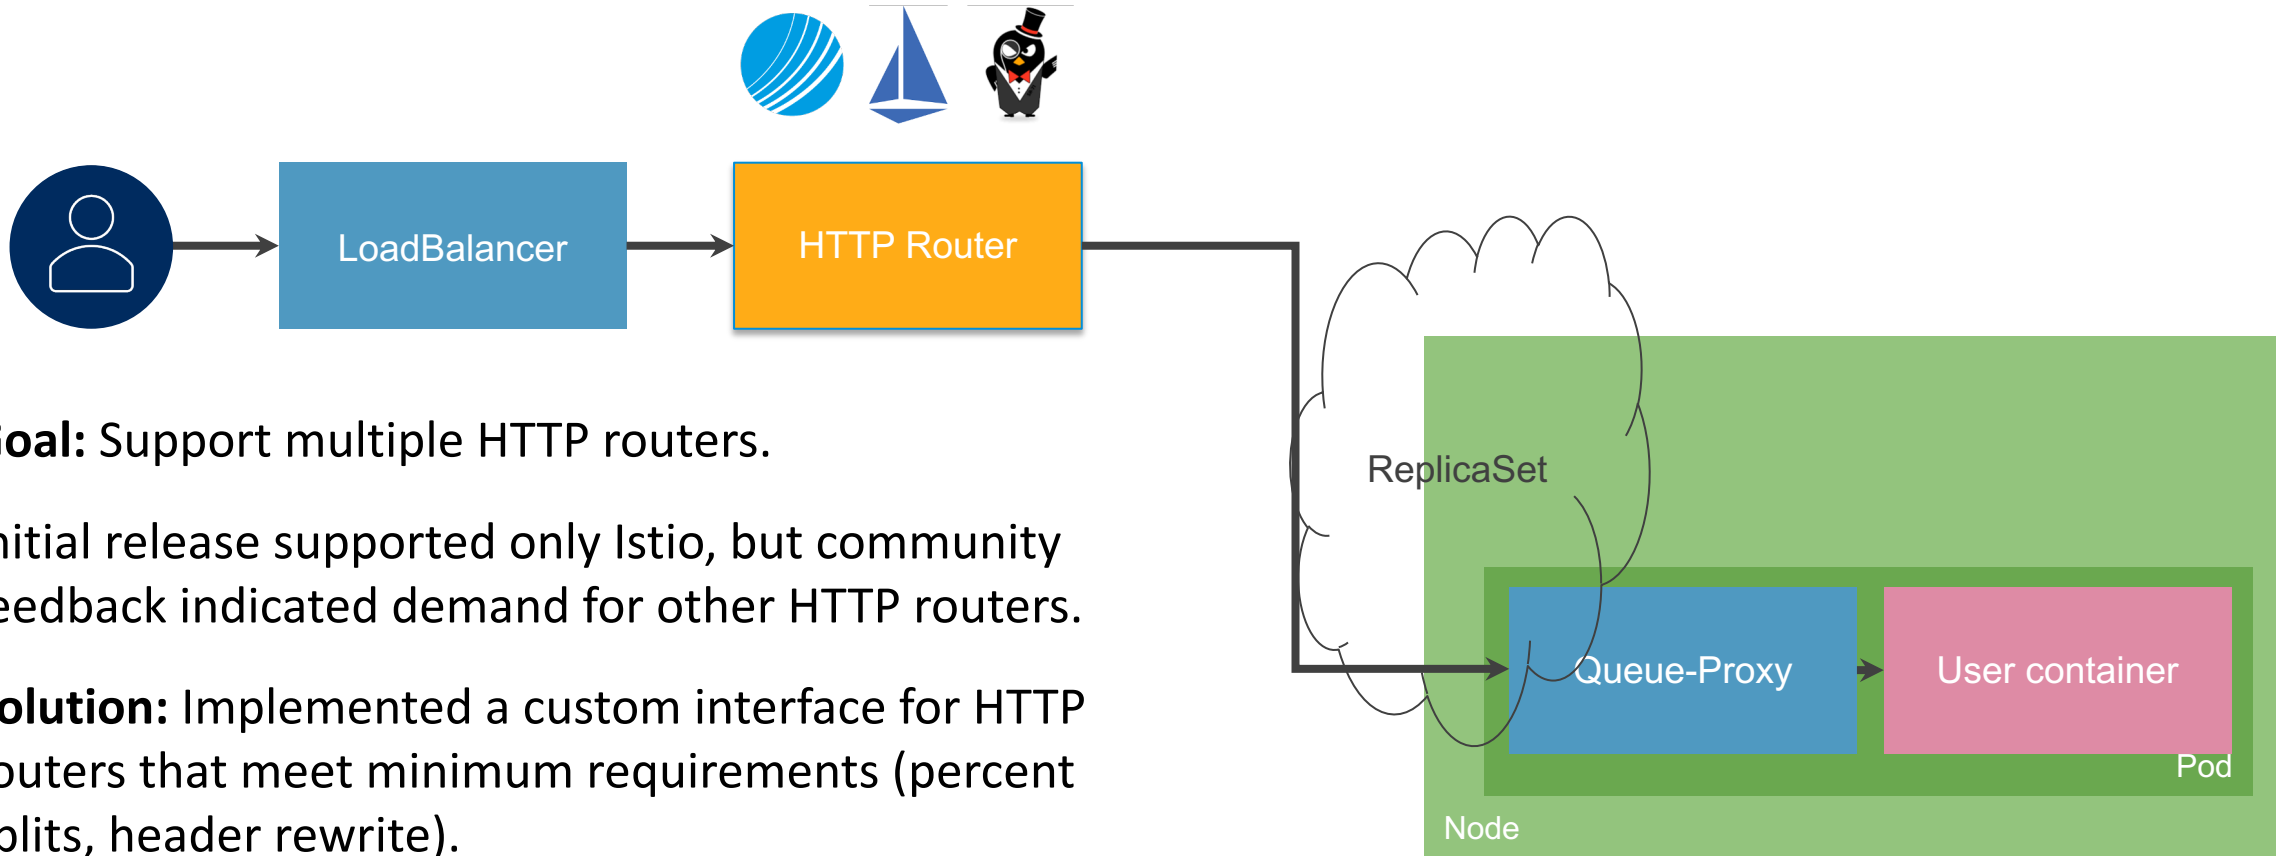 LoadBalancer
HTTP Router
oal: Support multiple HTTP routers.
nitial release supported only Istio, but community
eedback indicated demand for other HTTP routers.
olution: Implemented a custom interface for HTTP
outers that meet minimum requirements (percent
plits, header rewrite).
ReplicaSet
Queue-Proxy
User container
Pod
Node